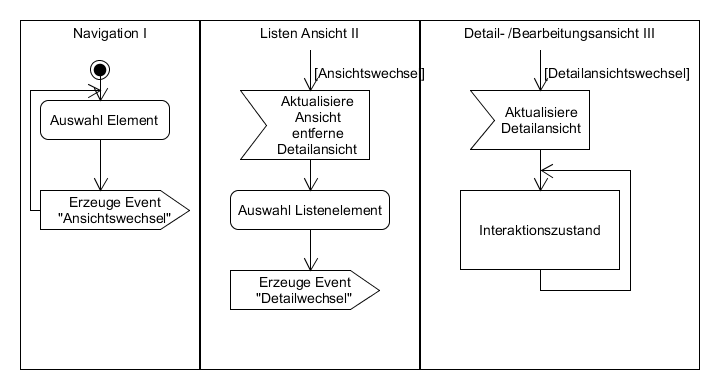 Navigation I
Auswahl Element
Erzeuge Event
"Ansichtswechsel"
Listen Ansicht II
[Ansichtswechsel]
Aktualisiere
Ansicht
entferne
Detailansicht
Auswahl Listenelement
Erzeuge Event
"Detailwechsel"
Detail- /Bearbeitungsansicht III
[Detailansichtswechsel]
Aktualisiere
Detailansicht
Interaktionszustand